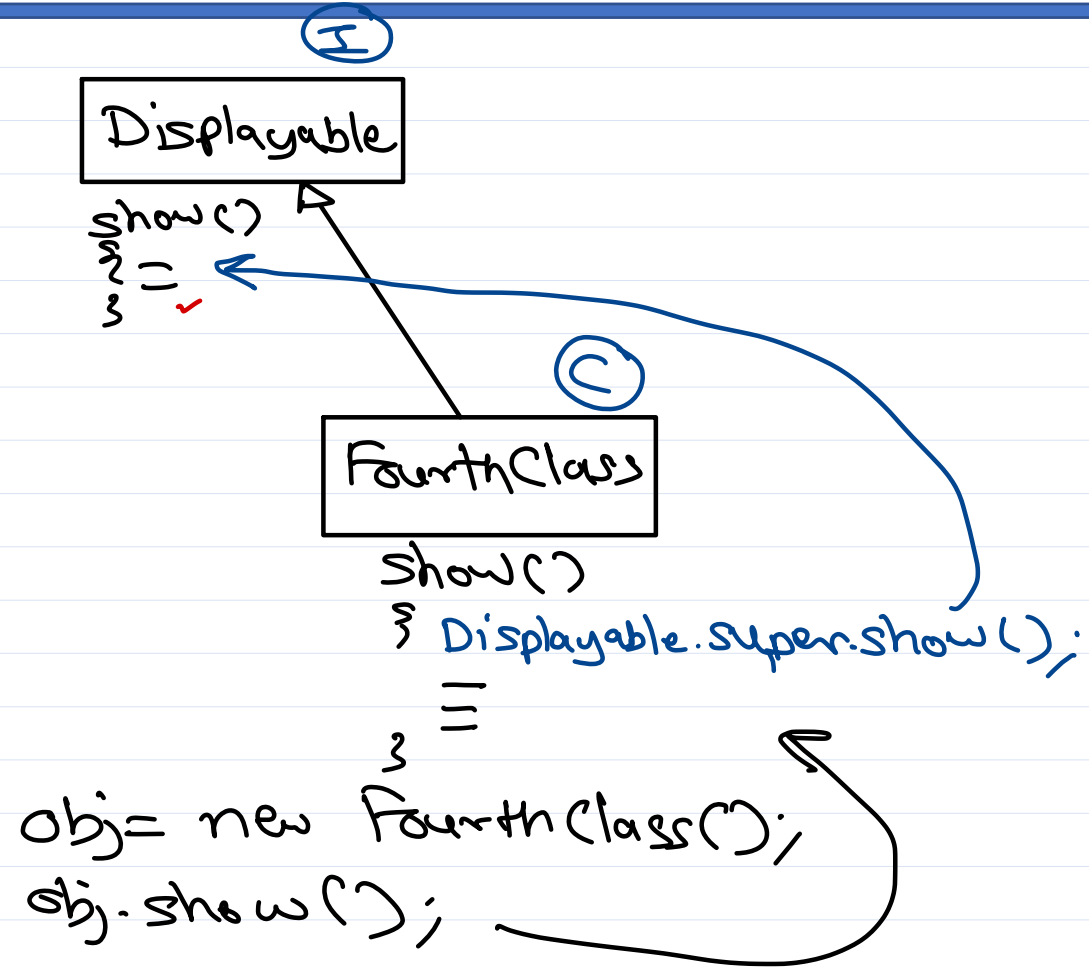 I
Displayable
show()
{ =
}
C
FourthClass
show()
{ Displayable.super.show();
}
obj= new FourthClass();
obj.show();